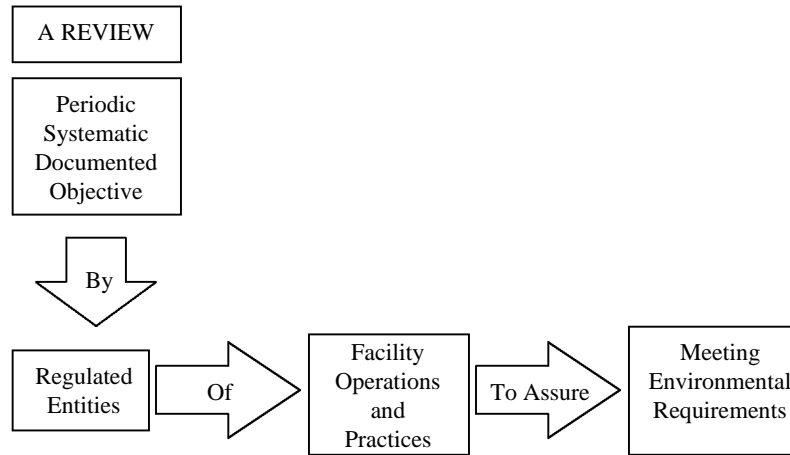 A REVIEW
Periodic
Systematic
Documented
Objective
By
Regulated
Entities
Of
Facility
Operations
and
Practices
To Assure
Meeting
Environmental
Requirements